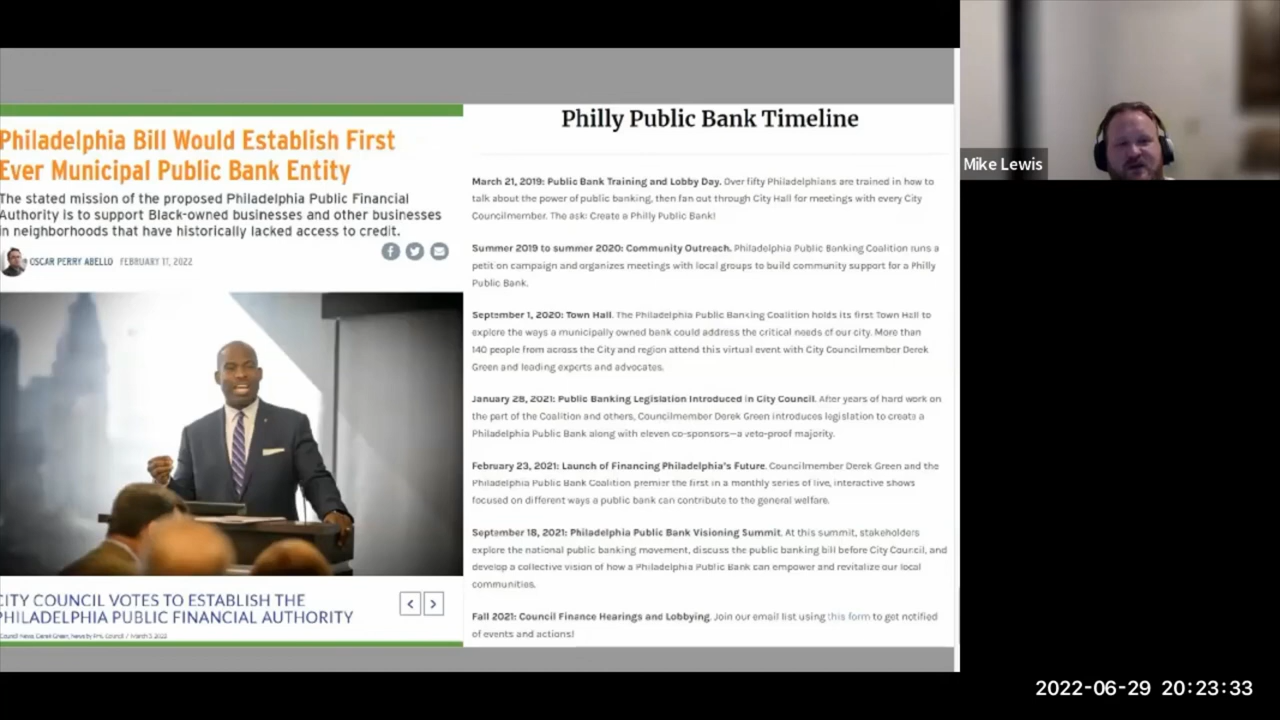 Philadelphia Bill Would Establish First
Ever Municipal Public Bank Entity
The stated mission of the proposed Philadelphia Public Financial
Authority is to support Black-owned businesses and other businesses
in neighborhoods that have historically lacked access to credit.
OSCAR PERRY ABELLO FEBRUARY 17, 2022
CITY COUNCIL VOTES TO ESTABLISH THE
PHILADELPHIA PUBLIC FINANCIAL AUTHORITY
Council News, Derek Green, News by PHL Council / March 3, 2022
Philly Public Bank Timeline
March 21, 2019: Public Bank Training and Lobby Day. Over fifty Philadelphians are trained in how to
talk about the power of public banking, then fan out through City Hall for meetings with every City
Councilmember. The ask: Create a Philly Public Bank!
Summer 2019 to summer 2020: Community Outreach. Philadelphia Public Banking Coalition runs a
petition campaign and organizes meetings with local groups to build community support for a Philly
Public Bank.
September 1, 2020: Town Hall. The Philadelphia Public Banking Coalition holds its first Town Hall to
explore the ways a municipally owned bank could address the critical needs of our city. More than
140 people from across the City and region attend this virtual event with City Councilmember Derek
Green and leading experts and advocates.
January 28, 2021: Public Banking Legislation Introduced in City Council. After years of hard work on
the part of the Coalition and others, Councilmember Derek Green introduces legislation to create a
Philadelphia Public Bank along with eleven co-sponsors—a veto-proof majority.
February 23, 2021: Launch of Financing Philadelphia's Future. Councilmember Derek Green and the
Philadelphia Public Bank Coalition premier the first in a monthly series of live, interactive shows
focused on different ways a public bank can contribute to the general welfare.
September 18, 2021: Philadelphia Public Bank Visioning Summit. At this summit, stakeholders
explore the national public banking movement, discuss the public banking bill before City Council, and
develop a collective vision of how a Philadelphia Public Bank can empower and revitalize our local
communities.
Fall 2021: Council Finance Hearings and Lobbying. Join our email list using this form to get notified
of events and actions!
Mike Lewis
2022-06-29 20:23:33